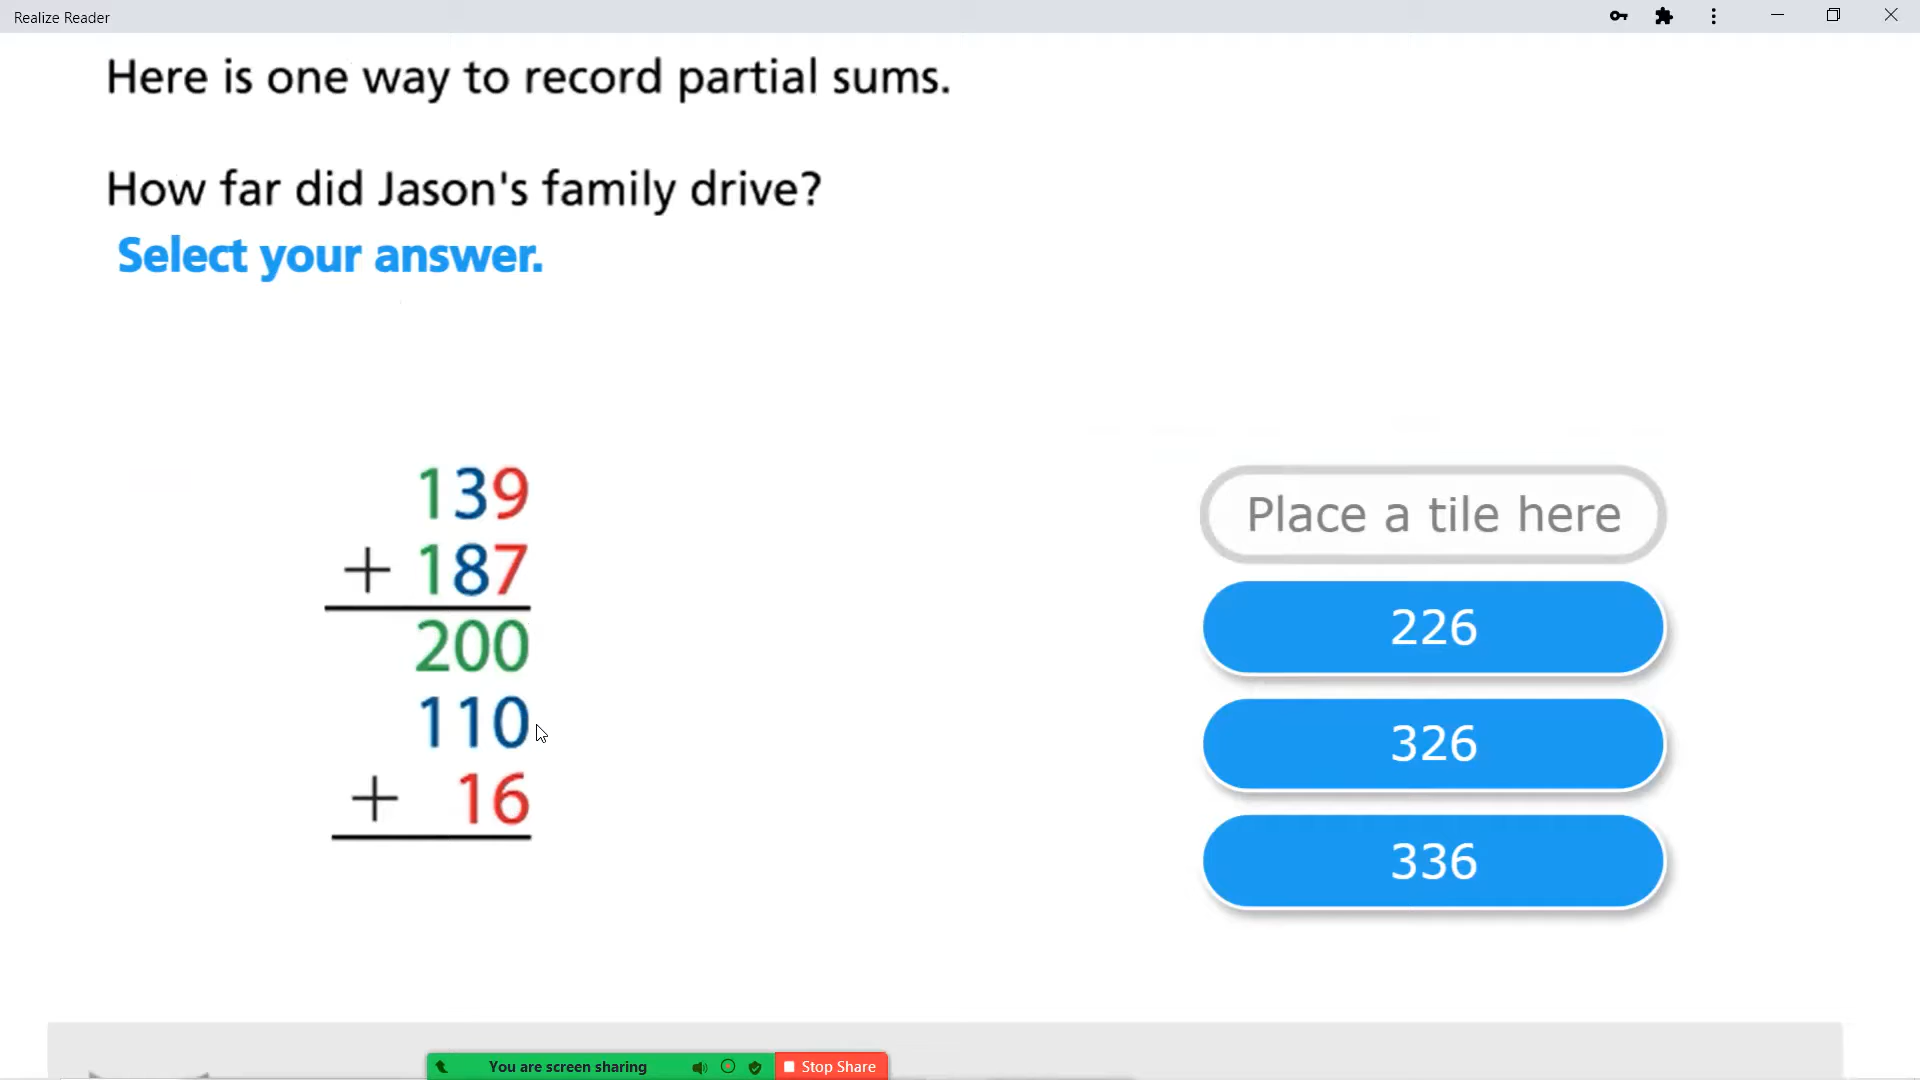 Realize Reader
Here is one way to record partial sums.
How far did Jason's family drive?
Select your answer.
139
+ 187
200
110
+ 16
Place a tile here
226
326
336
You are screen sharing
Stop Share